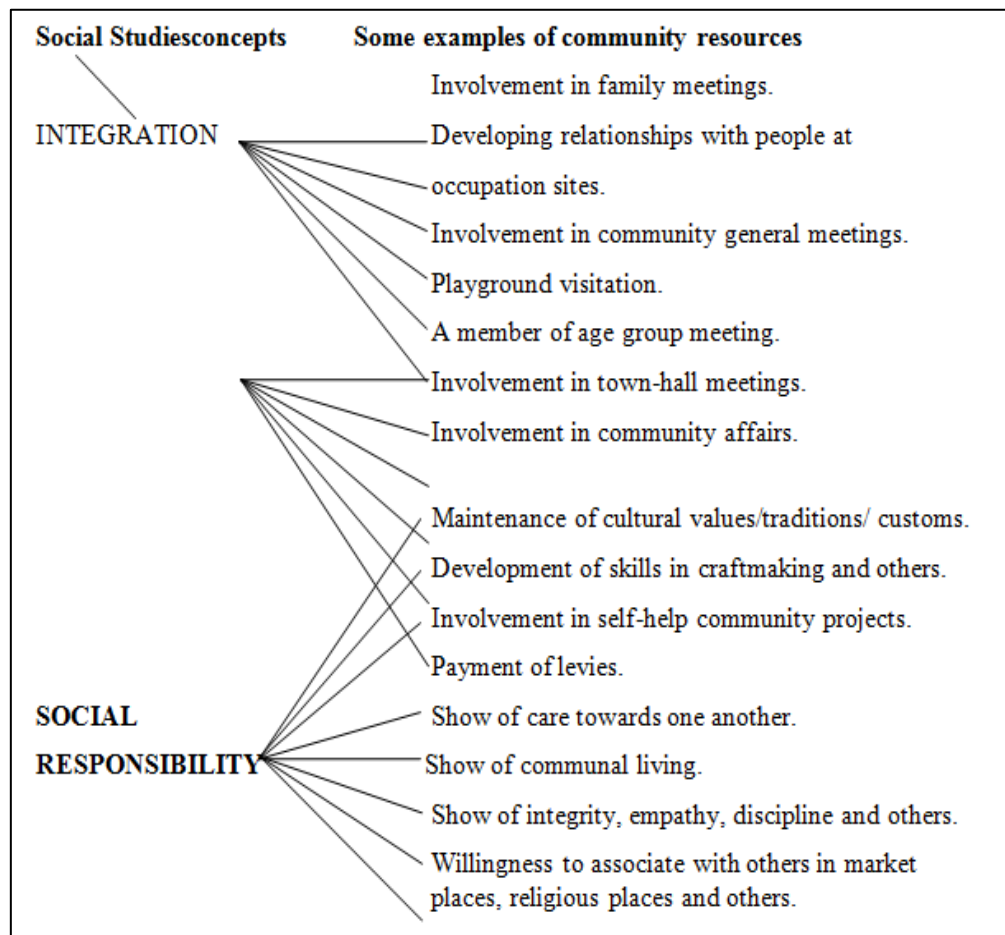 Social Studiesconcepts Some examples of community resources
Involvement in family meetings.
INTEGRATION Developing relationships with people at
occupation sites.
Involvement in community general meetings.
Playground visitation.
A member of age group meeting.
Involvement in town-hall meetings.
Involvement in community affairs.
Maintenance of cultural values/traditions/ customs.
Development of skills in craftmaking and others.
Involvement in self-help community projects.
Payment of levies.
SOCIAL Show of care towards one another.
RESPONSIBILITY Show of communal living.
Show of integrity, empathy, discipline and others.
Willingness to associate with others in market
places, religious places and others.